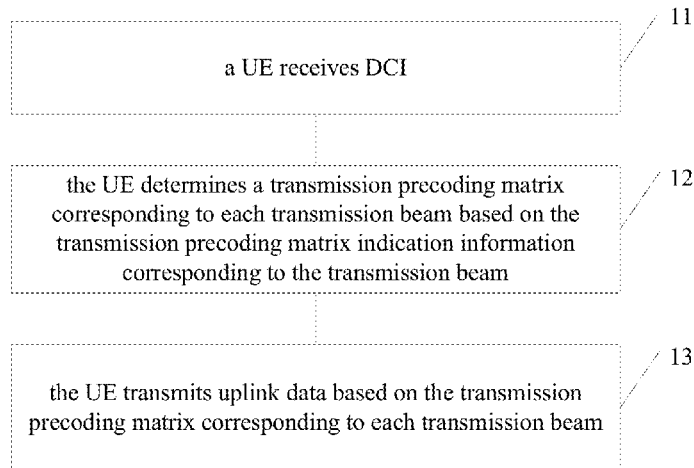 11
a UE receives DCI
12
the UE determines a transmission precoding matrix
corresponding to each transmission beam based on the
transmission precoding matrix indication information
corresponding to the transmission beam
13
the UE transmits uplink data based on the transmission
precoding matrix corresponding to each transmission beam